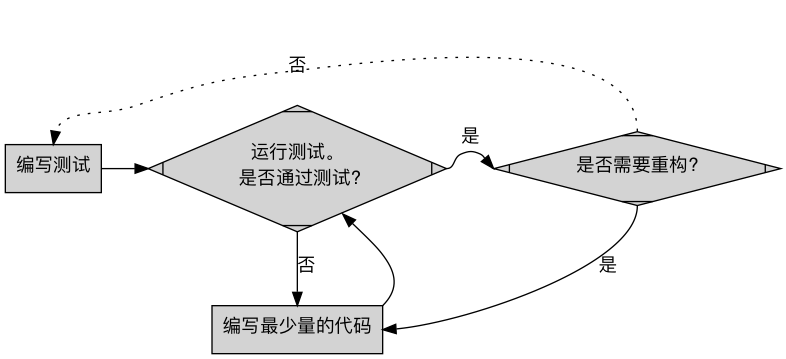 否
是
编写测试
运行测试。
是否通过测试?
是否需要重构?
否
是
编写最少量的代码